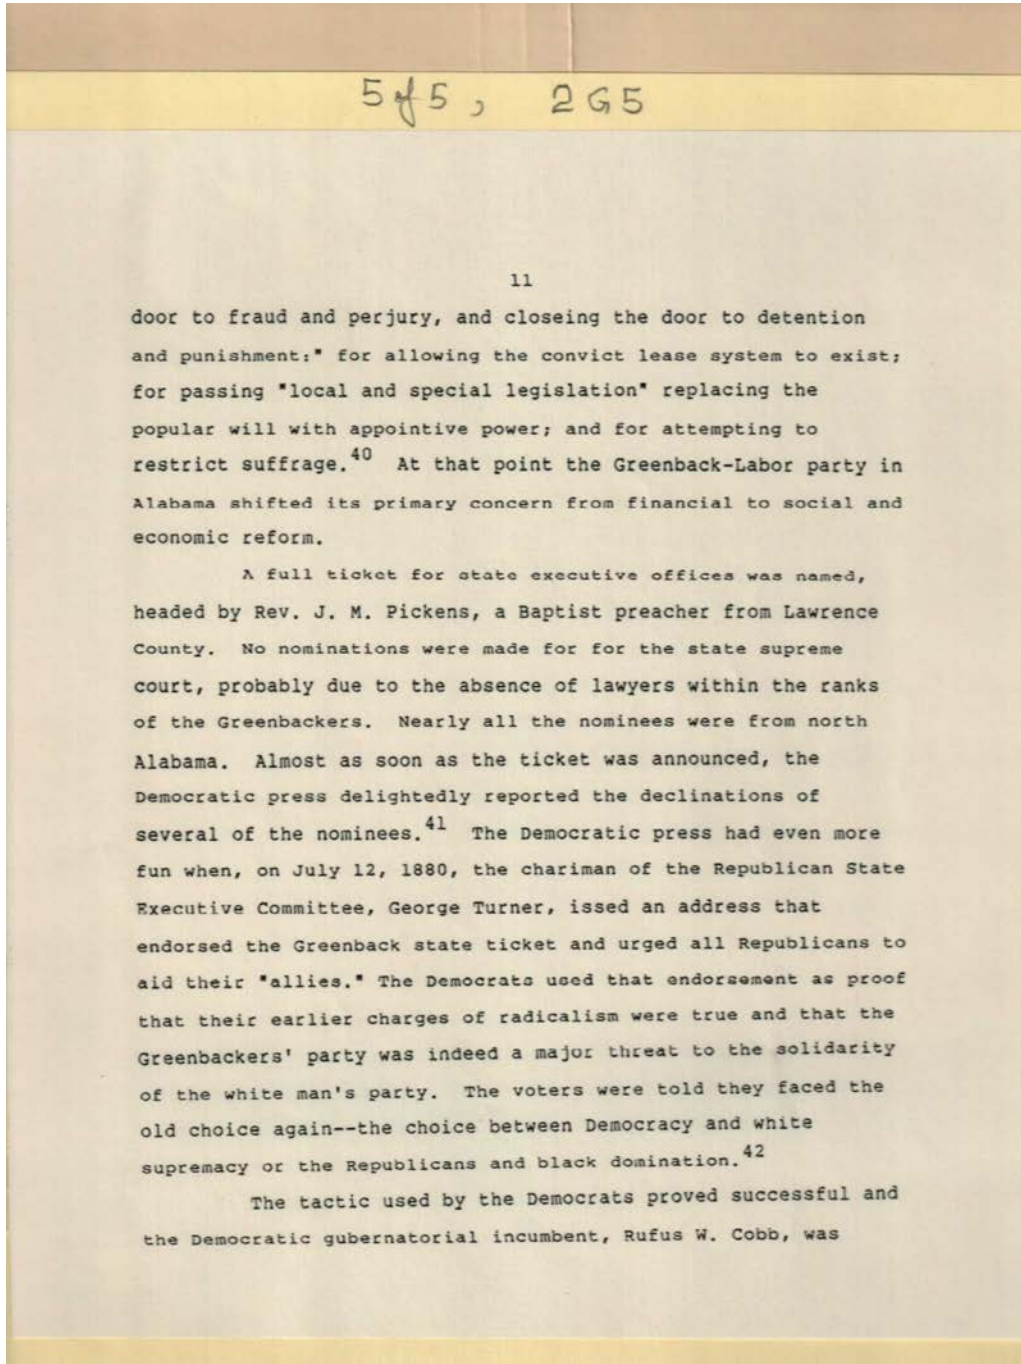 5 of 5, 2G5
11
door to fraud and perjury, and closeing the door to detention
and punishment:" for allowing the convict lease system to exist;
for passing "local and special legislation" replacing the
popular will with appointive power; and for attempting to
restrict suffrage.40 At that point the Greenback-Labor party in
Alabama shifted its primary concern from financial to social and
economic reform.
A full ticket for state executive offices was named,
headed by Rev. J. M. Pickens, a Baptist preacher from Lawrence
County. No nominations were made for for the state supreme
court, probably due to the absence of lawyers within the ranks
of the Greenbackers. Nearly all the nominees were from north
Alabama. Almost as soon as the ticket was announced, the
Democratic press delightedly reported the declinations of
several of the nominees.41 The Democratic press had even more
fun when, on July 12, 1880, the chariman of the Republican State
Executive Committee, George Turner, issed an address that
endorsed the Greenback state ticket and urged all Republicans to
aid their "allies." The Democrats used that endorsement as proof
that their earlier charges of radicalism were true and that the
Greenbackers' party was indeed a major threat to the solidarity
of the white man's party. The voters were told they faced the
old choice again--the choice between Democracy and white
supremacy or the Republicans and black domination.42
The tactic used by the Democrats proved successful and
the Democratic gubernatorial incumbent, Rufus W. Cobb, was